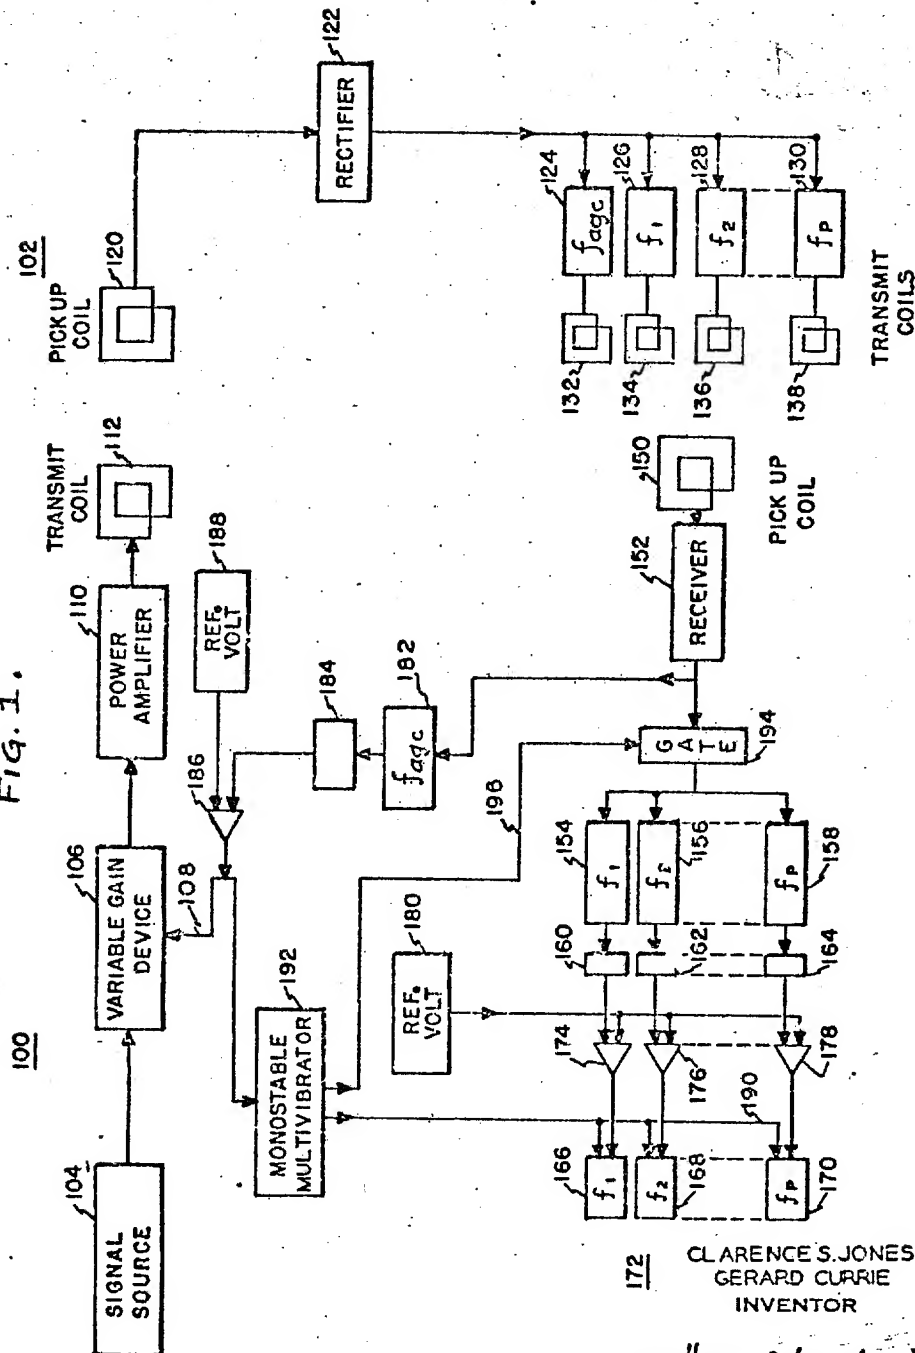 FIG. 1.
100
102
104
SIGNAL
SOURCE
106
VARIABLE GAIN
DEVICE
108
110
POWER
AMPLIFIER
TRANSMIT
COIL
112
PICK UP
COIL
120
122
RECTIFIER
188
REF.
VOLT
186
184
182
fagc
192
MONOSTABLE
MULTIVIBRATOR
196
180
REF.
VOLT
124
fagc
126
f1
128
f2
130
fP
132
134
136
138
TRANSMIT
COILS
150
PICK UP
COIL
152
RECEIVER
GATE
194
154
f1
156
f2
158
fP
160
162
164
174
176
178
190
166
f1
168
f2
170
fP
172
CLARENCE S. JONES
GERARD CURRIE
INVENTOR